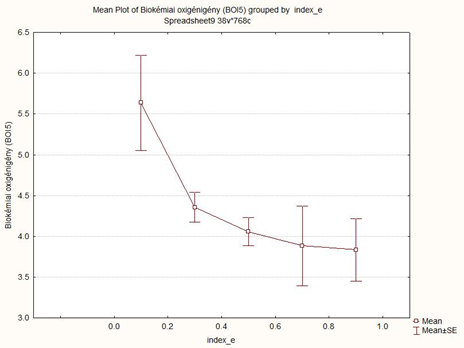 Mean Plot of Biokémiai oxigénigény (BOI5) grouped by index_e
Spreadsheet9 38v*768c
6.5
6.0
5.5
5.0
4.5
4.0
3.5
3.0
Biokémiai oxigénigény (BOI5)
0.0 0.2 0.4 0.6 0.8 1.0
index_e
Mean
Mean±SE